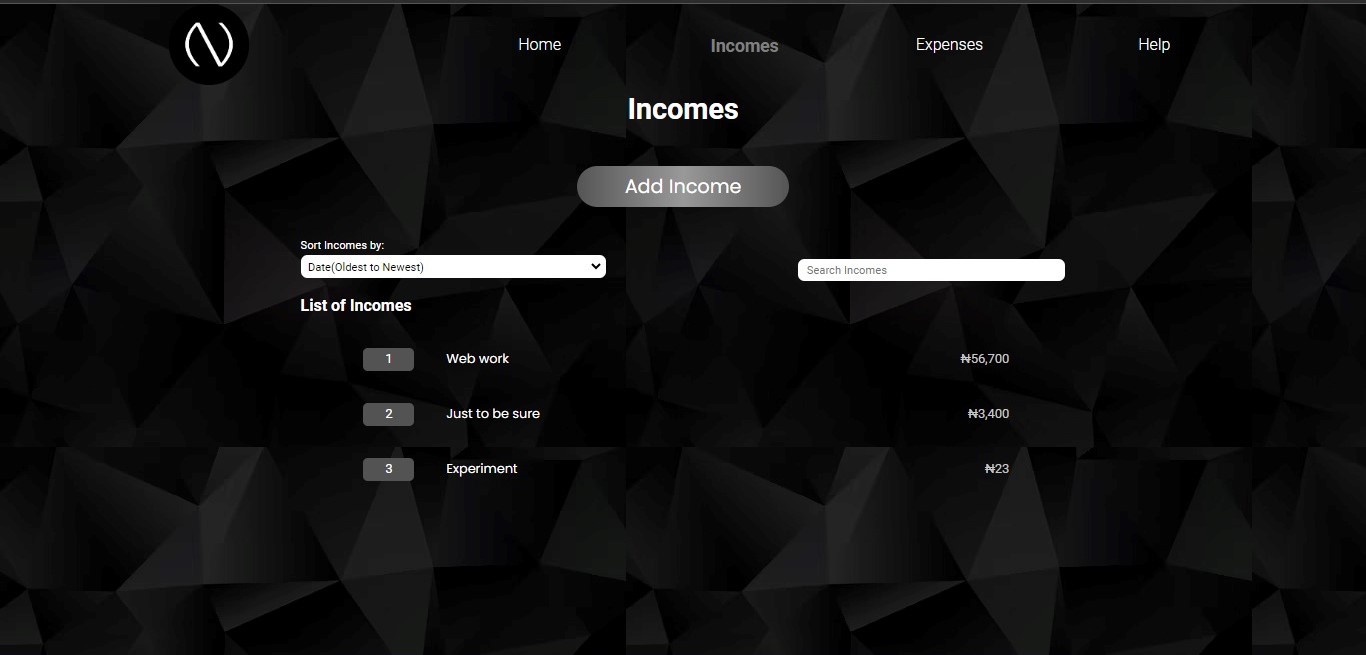 Home Incomes Expenses Help
Incomes
Add Income
Sort Incomes by:
Date(Oldest to Newest)
Search Incomes
List of Incomes
1 Web work ₦56,700
2 Just to be sure ₦3,400
3 Experiment ₦23